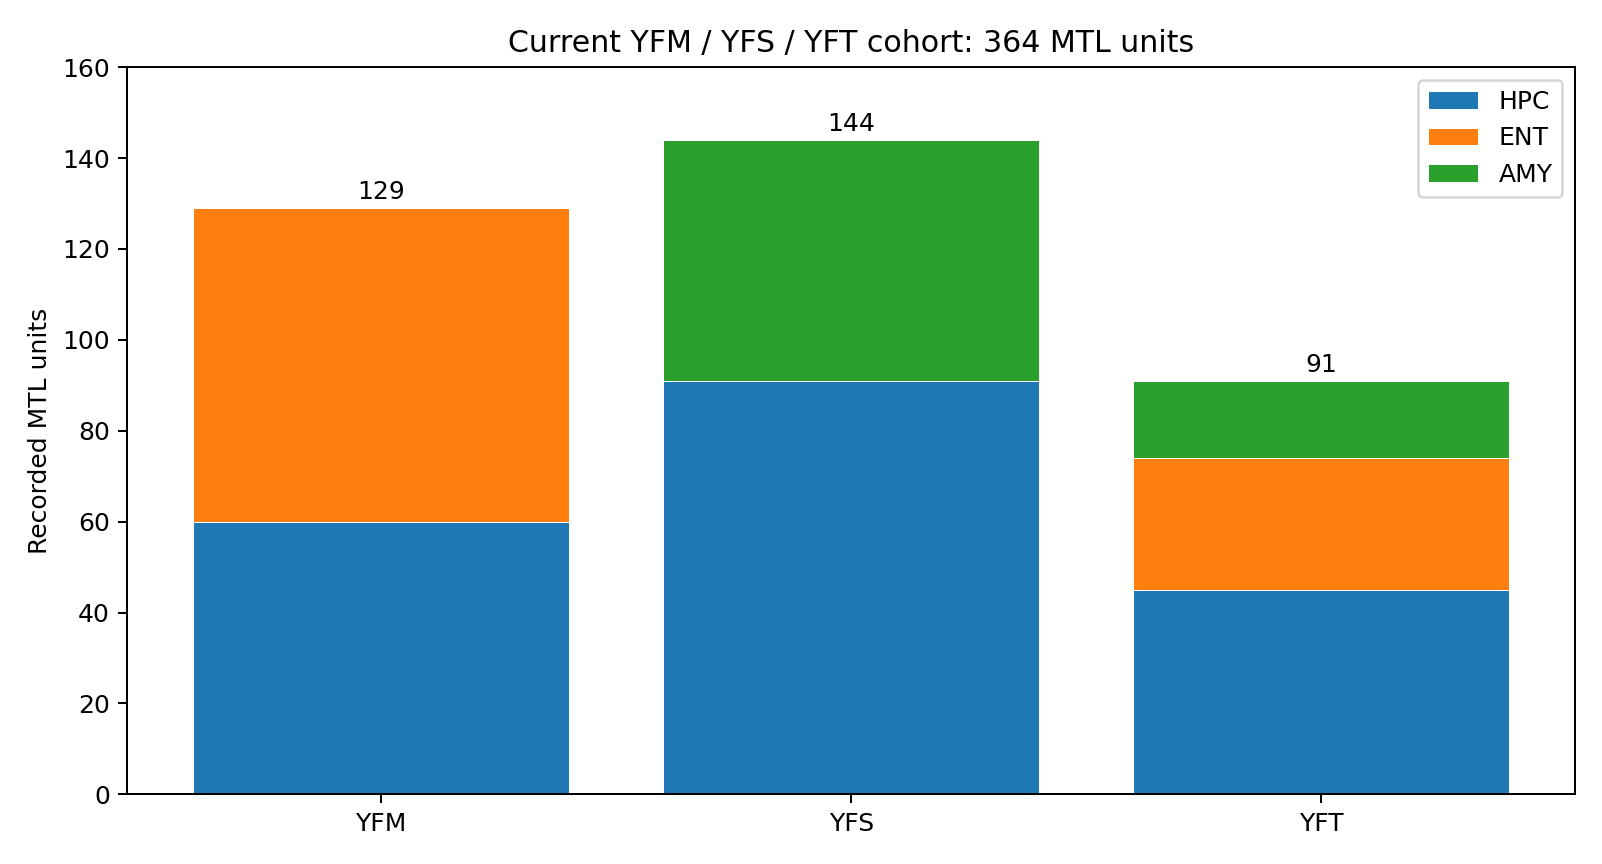 Current YFM / YFS / YFT cohort: 364 MTL units
160
140
120
100
80
60
40
20
0
Recorded MTL units
129
144
91
HPC
ENT
AMY
YFM
YFS
YFT